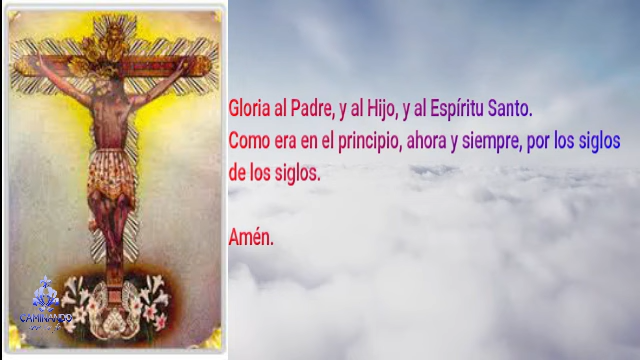 Gloria al Padre, y al Hijo, y al Espíritu Santo.
Como era en el principio, ahora y siempre, por los siglos
de los siglos.
Amén.
CAMINANDO